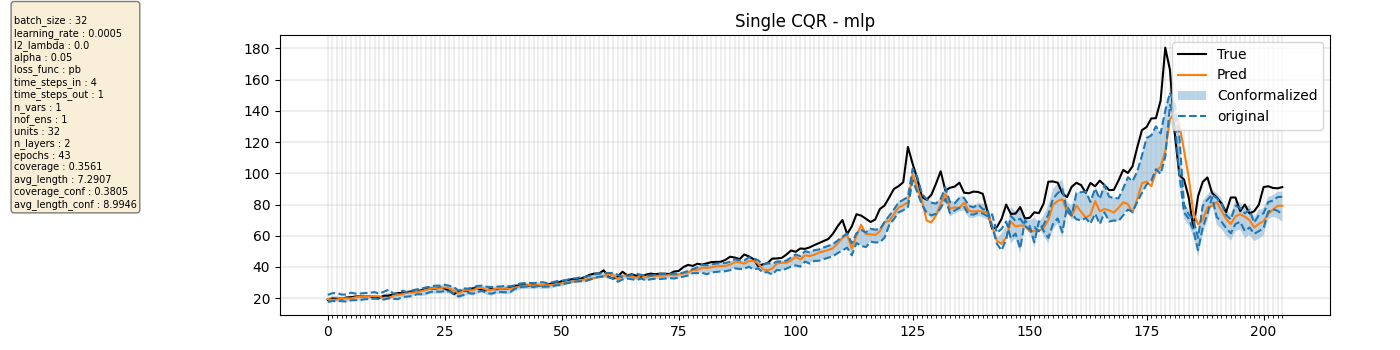 batch_size : 32
learning_rate : 0.0005
l2_lambda : 0.0
alpha : 0.05
loss_func : pb
time_steps_in : 4
time_steps_out : 1
n_vars : 1
nof_ens : 1
units : 32
n_layers : 2
epochs : 43
coverage : 0.3561
avg_length : 7.2907
coverage_conf : 0.3805
avg_length_conf : 8.9946
Single CQR - mlp
True
Pred
Conformalized
original
180
160
140
120
100
80
60
40
20
0 25 50 75 100 125 150 175 200